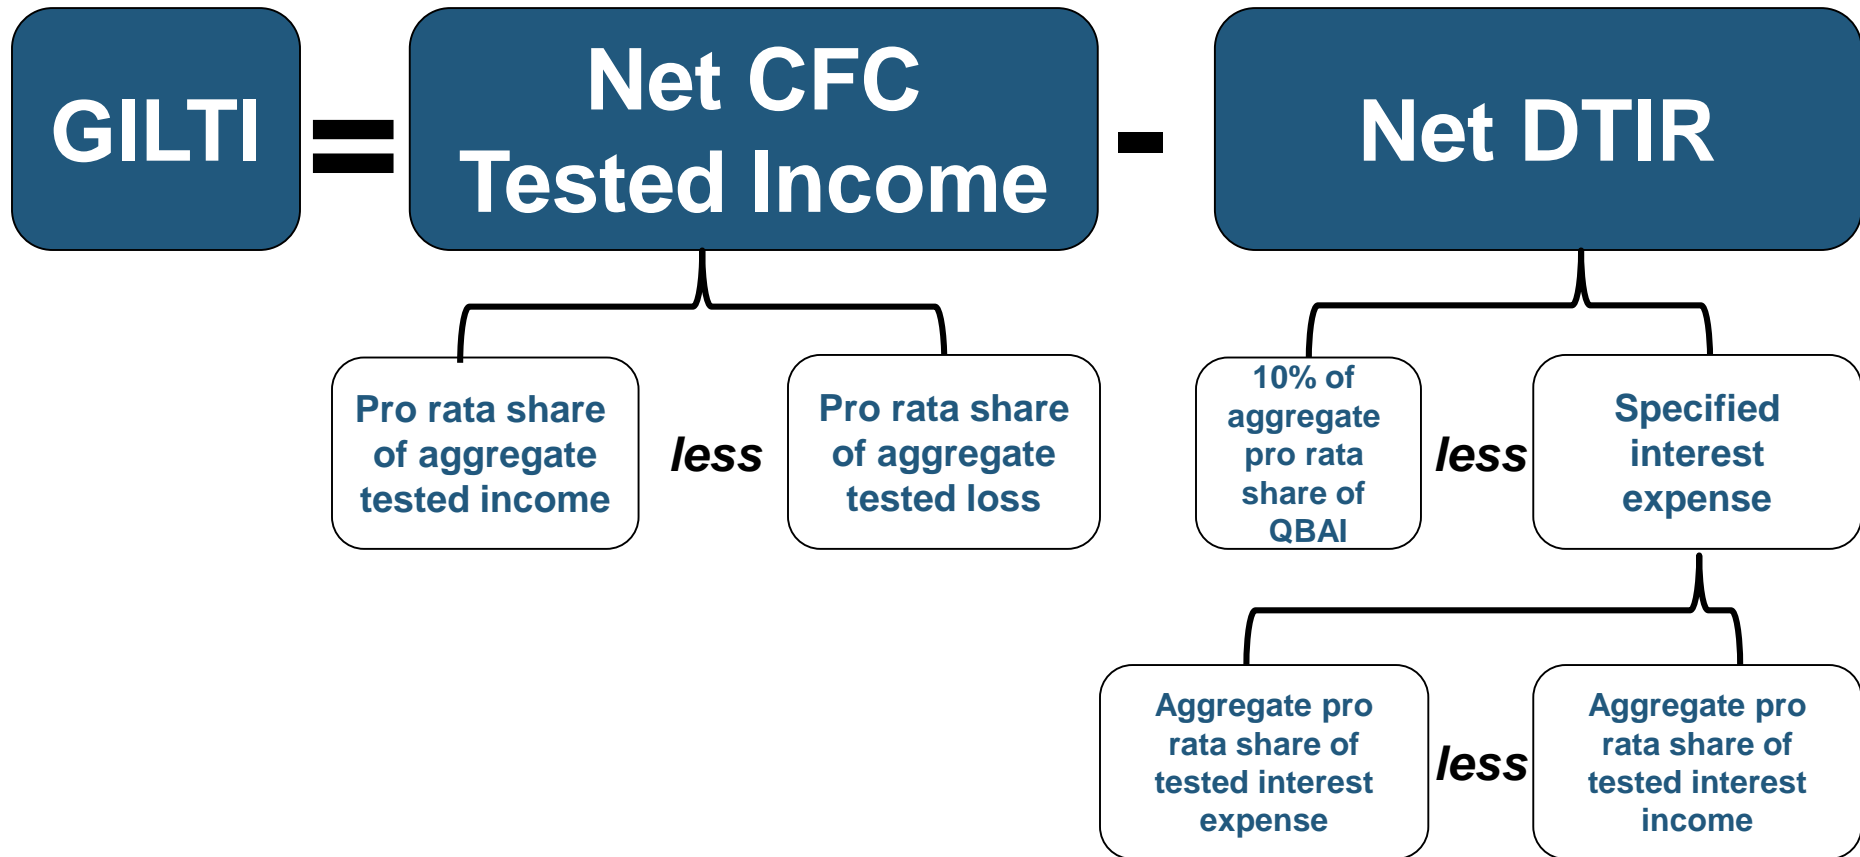 GILTI
=
Net CFC
Tested Income
-
Net DTIR
Pro rata share
of aggregate
tested income
less
Pro rata share
of aggregate
tested loss
10% of
aggregate
pro rata
share of
QBAI
less
Specified
interest
expense
Aggregate pro
rata share of
tested interest
expense
less
Aggregate pro
rata share of
tested interest
income